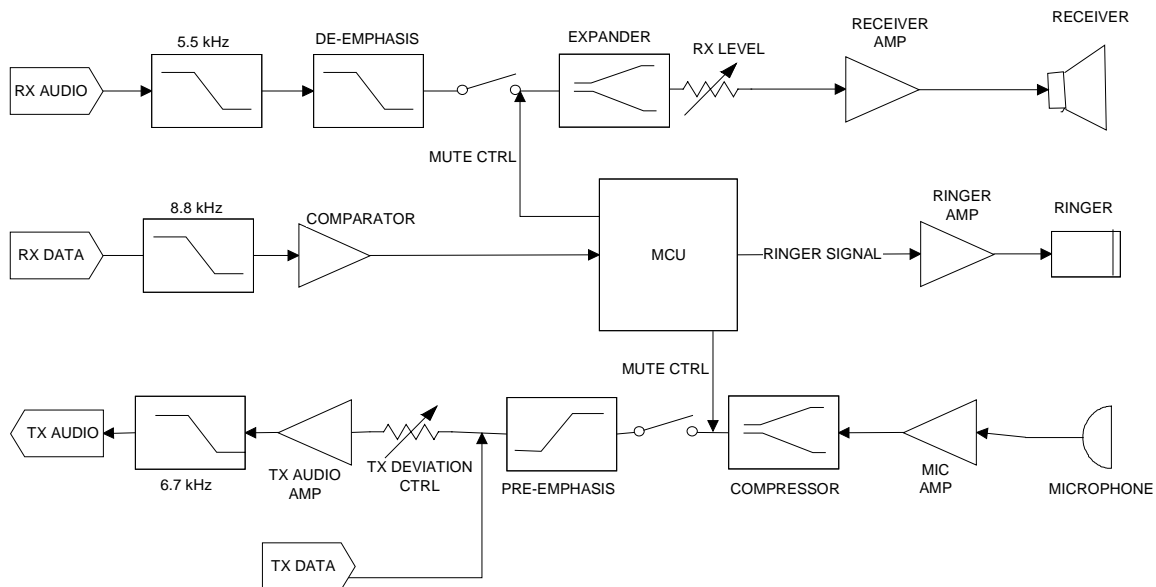 RECEIVER
RECEIVER
AMP
5.5 kHz
DE-EMPHASIS
EXPANDER
RX LEVEL
RX AUDIO
MUTE CTRL
8.8 kHz
COMPARATOR
RINGER
AMP
RINGER
RX DATA
MCU
RINGER SIGNAL
MUTE CTRL
TX AUDIO
6.7 kHz
TX AUDIO
AMP
TX DEVIATION
CTRL
PRE-EMPHASIS
COMPRESSOR
MIC
AMP
MICROPHONE
TX DATA